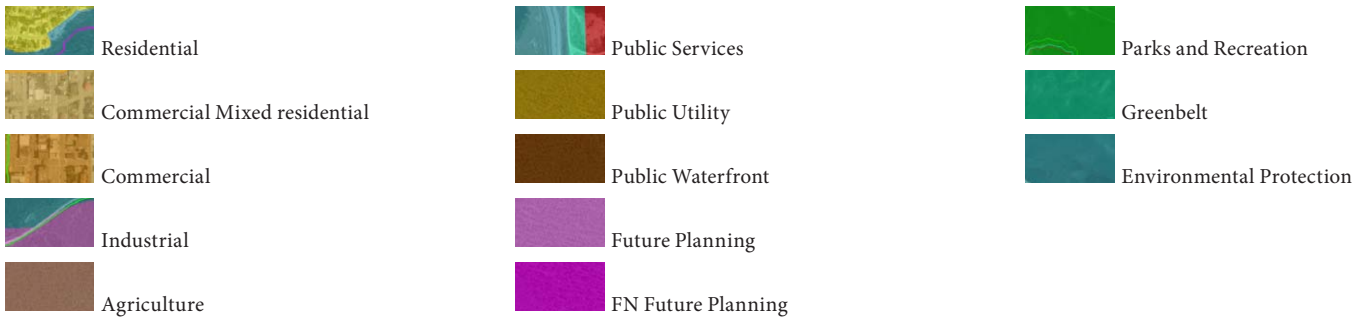 Residential
Commercial Mixed residential
Commercial
Industrial
Agriculture
Public Services
Public Utility
Public Waterfront
Future Planning
FN Future Planning
Parks and Recreation
Greenbelt
Environmental Protection